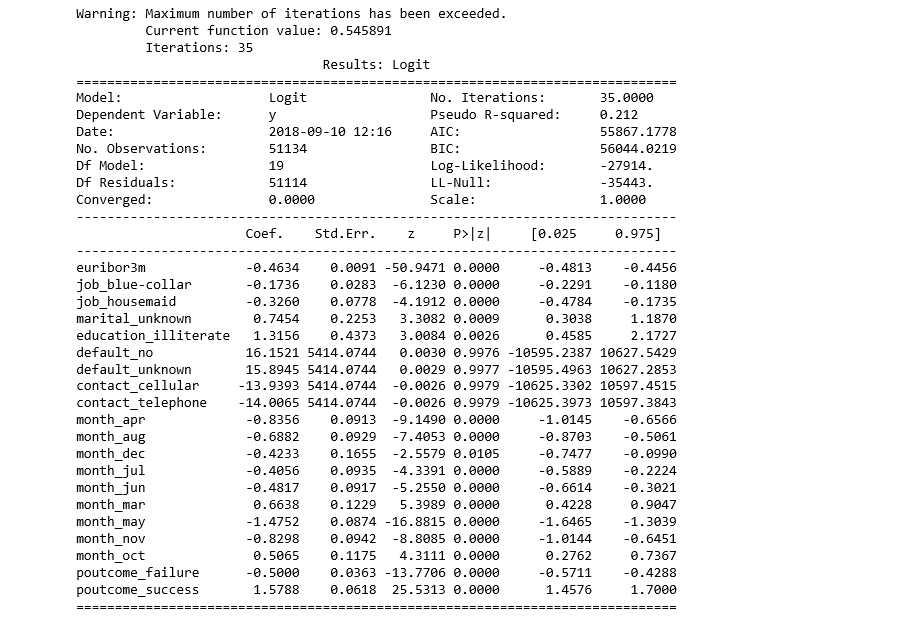 Warning: Maximum number of iterations has been exceeded.
Current function value: 0.545891
Iterations: 35
Results: Logit
=============================================================================
Model: Logit No. Iterations: 35.0000
Dependent Variable: y Pseudo R-squared: 0.212
Date: 2018-09-10 12:16 AIC: 55867.1778
No. Observations: 51134 BIC: 56044.0219
Df Model: 19 Log-Likelihood: -27914.
Df Residuals: 51114 LL-Null: -35443.
Converged: 0.0000 Scale: 1.0000
-----------------------------------------------------------------------------
Coef. Std.Err. z P>|z| [0.025 0.975]
-----------------------------------------------------------------------------
euribor3m -0.4634 0.0091 -50.9471 0.0000 -0.4813 -0.4456
job_blue-collar -0.1736 0.0283 -6.1230 0.0000 -0.2291 -0.1180
job_housemaid -0.3260 0.0778 -4.1912 0.0000 -0.4784 -0.1735
marital_unknown 0.7454 0.2253 3.3082 0.0009 0.3038 1.1870
education_illiterate 1.3156 0.4373 3.0084 0.0026 0.4585 2.1727
default_no 16.1521 5414.0744 0.0030 0.9976 -10595.2387 10627.5429
default_unknown 15.8945 5414.0744 0.0029 0.9977 -10595.4963 10627.2853
contact_cellular -13.9393 5414.0744 -0.0026 0.9979 -10625.3302 10597.4515
contact_telephone -14.0065 5414.0744 -0.0026 0.9979 -10625.3973 10597.3843
month_apr -0.8356 0.0913 -9.1490 0.0000 -1.0145 -0.6566
month_aug -0.6882 0.0929 -7.4053 0.0000 -0.8703 -0.5061
month_dec -0.4233 0.1655 -2.5579 0.0105 -0.7477 -0.0990
month_jul -0.4056 0.0935 -4.3391 0.0000 -0.5889 -0.2224
month_jun -0.4817 0.0917 -5.2550 0.0000 -0.6614 -0.3021
month_mar 0.6638 0.1229 5.3989 0.0000 0.4228 0.9047
month_may -1.4752 0.0874 -16.8815 0.0000 -1.6465 -1.3039
month_nov -0.8298 0.0942 -8.8085 0.0000 -1.0144 -0.6451
month_oct 0.5065 0.1175 4.3111 0.0000 0.2762 0.7367
poutcome_failure -0.5000 0.0363 -13.7706 0.0000 -0.5711 -0.4288
poutcome_success 1.5788 0.0618 25.5313 0.0000 1.4576 1.7000
=============================================================================